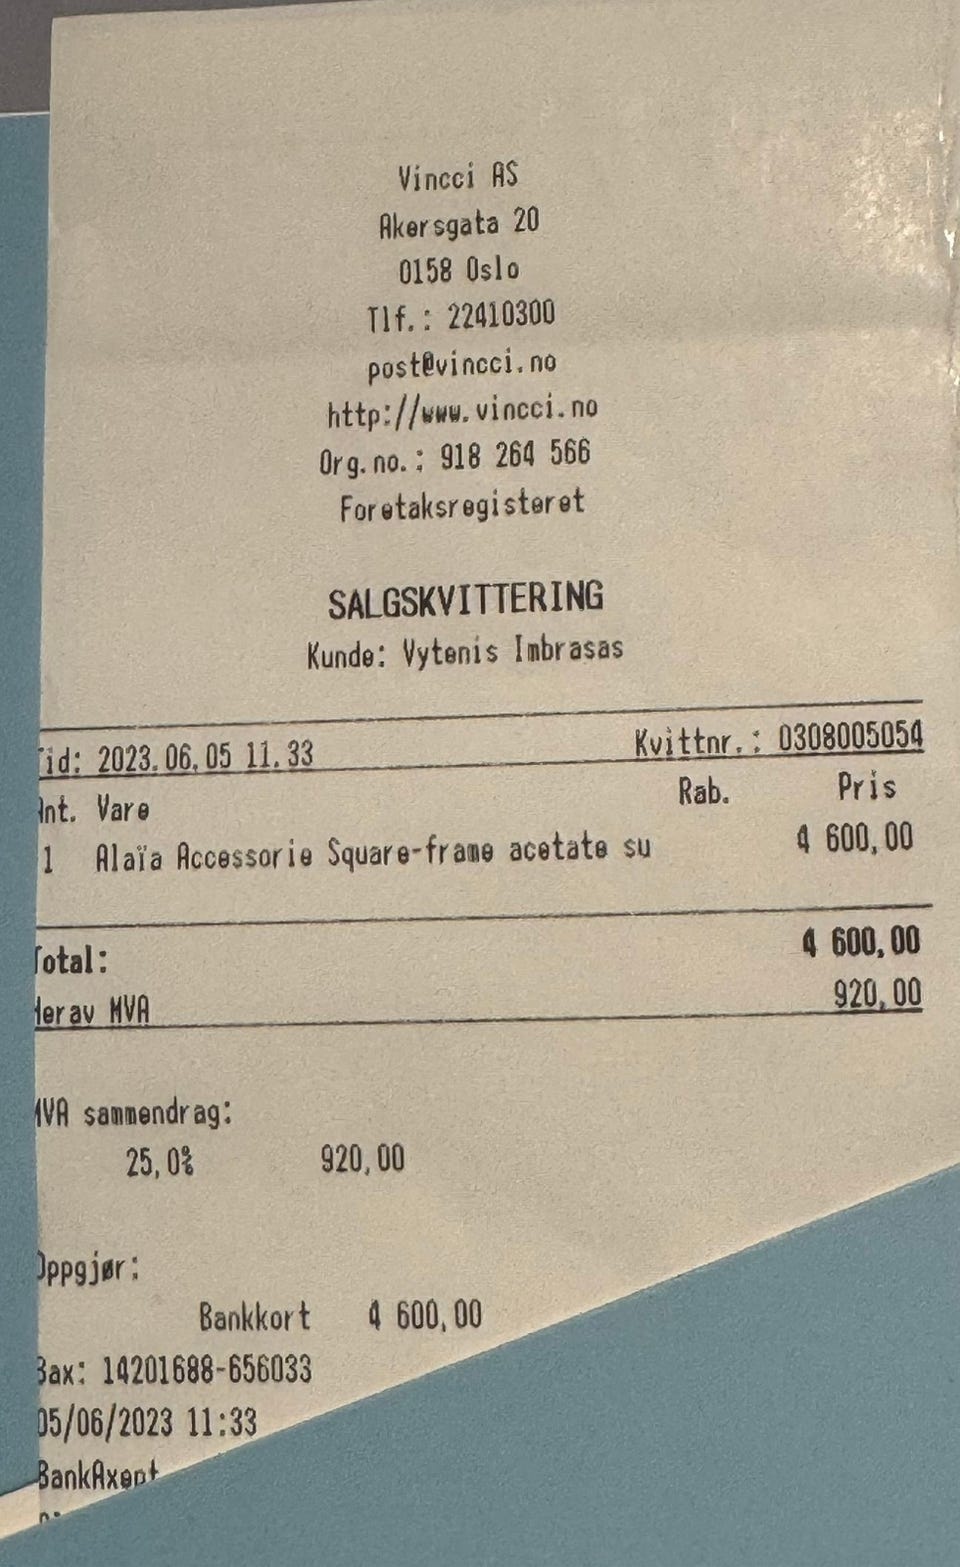 Vincci AS
Akersgata 20
0158 Oslo
Tlf.: 22410300
post@vincci.no
http://www.vincci.no
Org.no.: 918 264 566
Foretaksregisteret
SALGSKVITTERING
Kunde: Vytenis Imbrasas
Tid: 2023.06.05 11.33 Kvittnr.: 0308005054
Ant. Vare Rab. Pris
1 Alaïa Accessorie Square-frame acetate su 4 600,00
Total: 4 600,00
Herav MVA 920,00
MVA sammendrag:
25,0% 920,00
Oppgjør:
Bankkort 4 600,00
Bax: 14201688-656033
05/06/2023 11:33
BankAxept